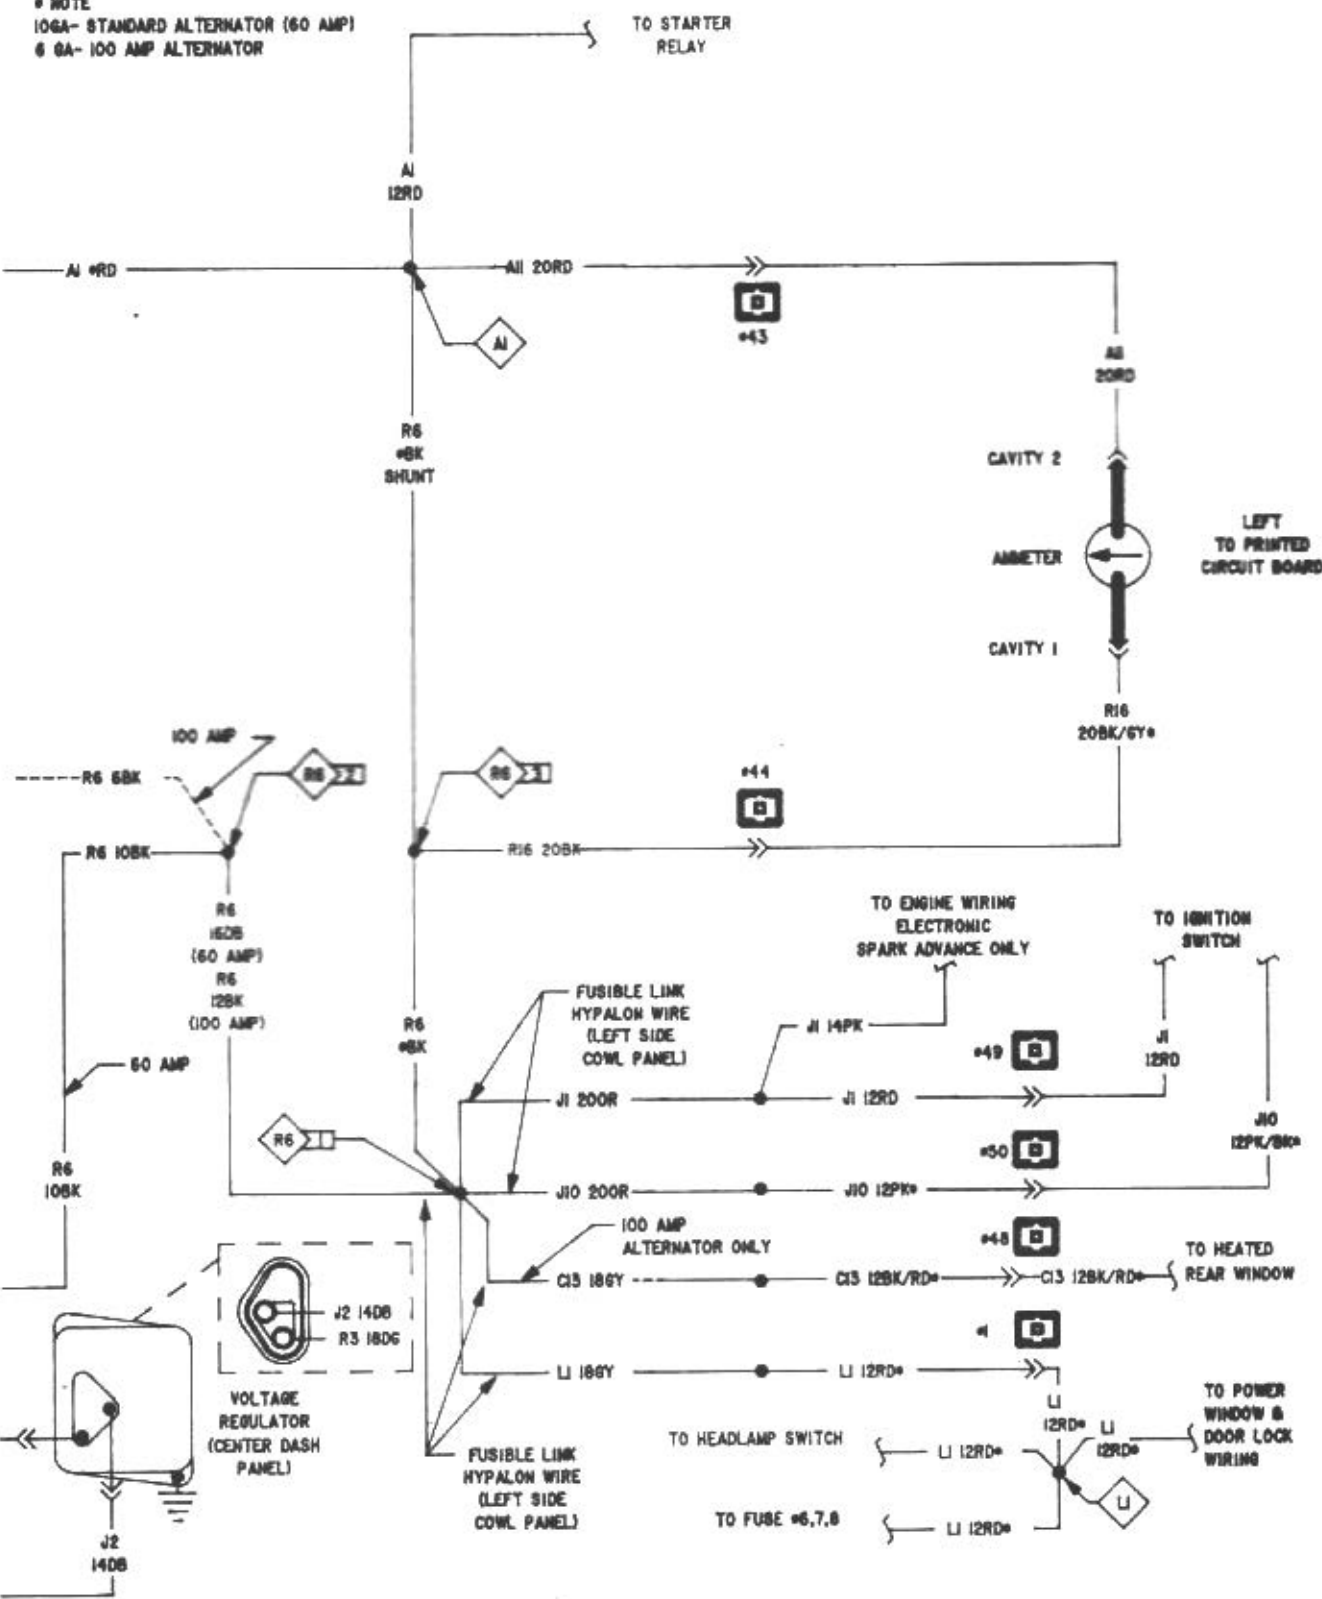 * NOTE
10GA- STANDARD ALTERNATOR (60 AMP)
6 GA- 100 AMP ALTERNATOR
TO STARTER
RELAY
A1
12RD
A1 *RD
A11 20RD
*43
A1
A11
20RD
R6
*BK
SHUNT
CAVITY 2
AMMETER
LEFT
TO PRINTED
CIRCUIT BOARD
CAVITY 1
R16
20BK/GY*
100 AMP
R6 6BK
R6 2
R6 3
*44
R6 10BK
R16 20BK
R6
16DB
(60 AMP)
R6
12BK
(100 AMP)
TO ENGINE WIRING
ELECTRONIC
SPARK ADVANCE ONLY
TO IGNITION
SWITCH
FUSIBLE LINK
HYPALON WIRE
(LEFT SIDE
COWL PANEL)
R6
*BK
J1 14PK
*49
J1
12RD
60 AMP
J1 20OR
J1 12RD
R6 1
*50
J10
12PK/BK*
R6
10BK
J10 20OR
J10 12PK*
100 AMP
ALTERNATOR ONLY
*48
TO HEATED
REAR WINDOW
C13 18GY
C13 12BK/RD*
C13 12BK/RD*
J2 14DB
R3 18DG
*1
L1 18GY
L1 12RD*
VOLTAGE
REGULATOR
(CENTER DASH
PANEL)
L1
12RD*
L1
12RD*
TO POWER
WINDOW &
DOOR LOCK
WIRING
TO HEADLAMP SWITCH
L1 12RD*
FUSIBLE LINK
HYPALON WIRE
(LEFT SIDE
COWL PANEL)
L1
TO FUSE *6,7,8
L1 12RD*
J2
14DB